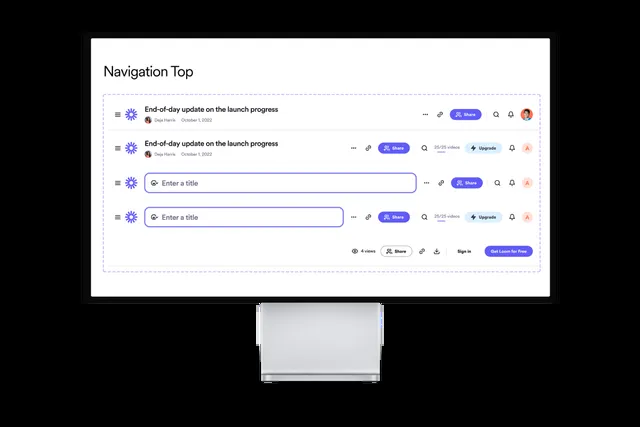 Navigation Top
End-of-day update on the launch progress
Deja Harris October 1, 2022
Share
End-of-day update on the launch progress
Deja Harris October 1, 2022
Share 25/25 videos Upgrade A
Enter a title
Share A
Enter a title
Share 25/25 videos Upgrade A
4 views Share Sign in Get Loom for Free